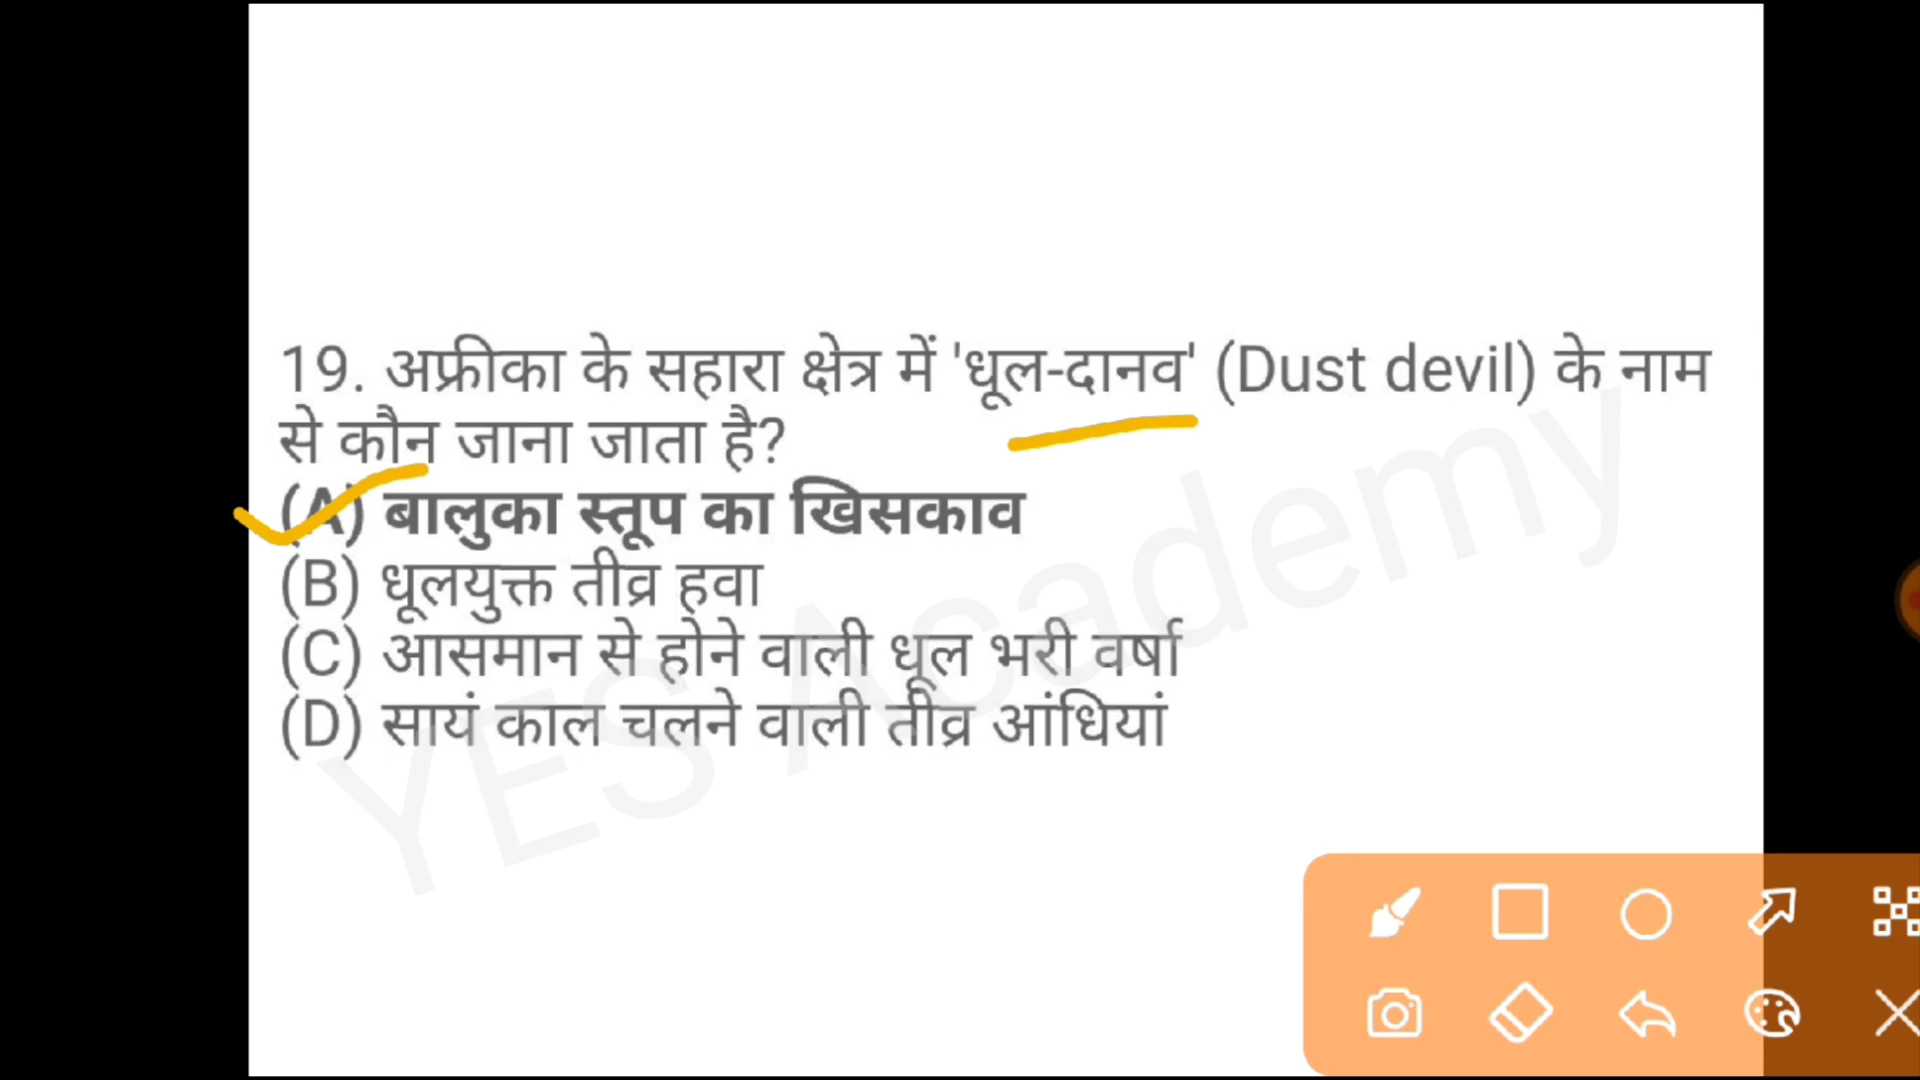 19. अफ्रीका के सहारा क्षेत्र में 'धूल-दानव' (Dust devil) के नाम
से कौन जाना जाता है?
(A) बालुका स्तूप का खिसकाव
(B) धूलयुक्त तीव्र हवा
(C) आसमान से होने वाली धूल भरी वर्षा
(D) सायं काल चलने वाली तीव्र आंधियां
YES Academy